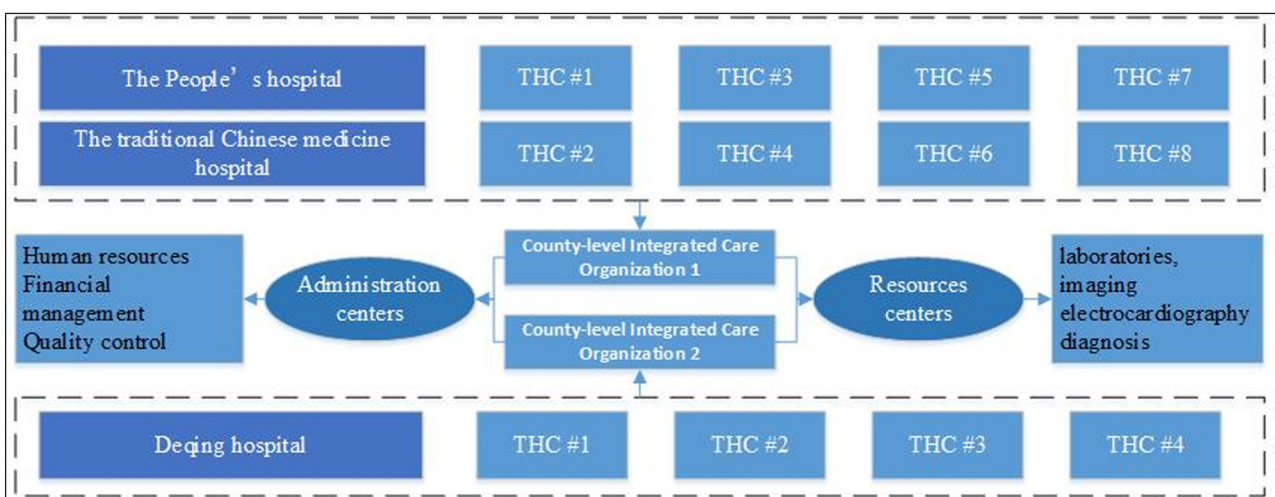 The People’s hospital
THC #1
THC #3
THC #5
THC #7
The traditional Chinese medicine
hospital
THC #2
THC #4
THC #6
THC #8
Human resources
Financial
management
Quality control
Administration
centers
County-level Integrated Care
Organization 1
County-level Integrated Care
Organization 2
Resources
centers
laboratories,
imaging
electrocardiography
diagnosis
Deqing hospital
THC #1
THC #2
THC #3
THC #4